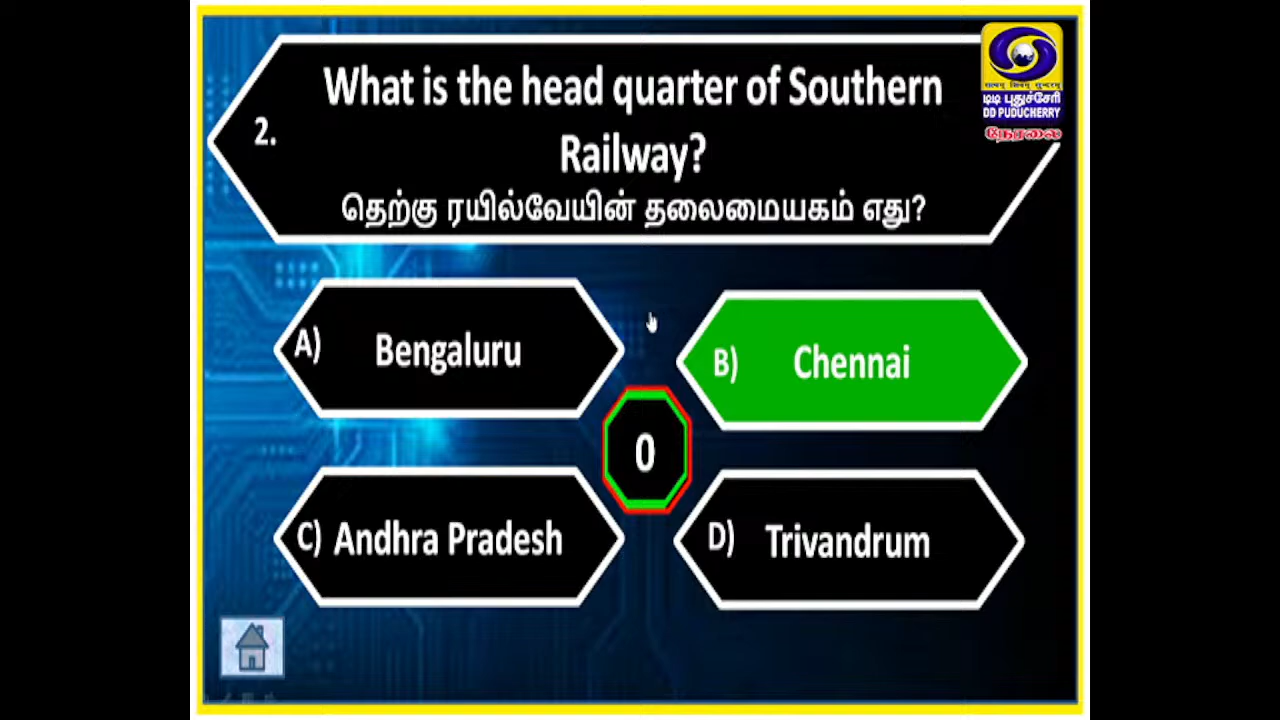 What is the head quarter of Southern
2.
Railway?
தெற்கு ரயில்வேயின் தலைமையகம் எது?
டிடி புதுச்சேரி
DD PUDUCHERRY
நேரலை
A) Bengaluru
B) Chennai
0
C) Andhra Pradesh
D) Trivandrum